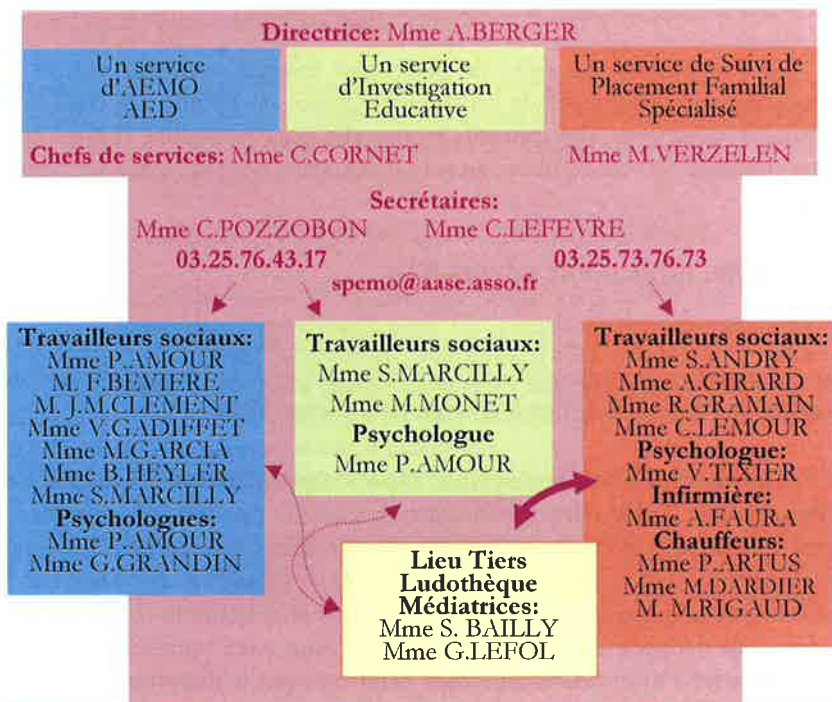 Directrice: Mme A.BERGER
Un service
d'AEMO
AED
Un service
d'Investigation
Educative
Un service de Suivi de
Placement Familial
Spécialisé
Chefs de services: Mme C.CORNET
Mme M.VERZELEN
Secrétaires:
Mme C.POZZOBON
Mme C.LEFEVRE
03.25.76.43.17
03.25.73.76.73
spemo@aase.asso.fr
Travailleurs sociaux:
Mme P.AMOUR
M. F.BEVIERE
M. J.M.CLEMENT
Mme V.GADIFFET
Mme M.GARCIA
Mme B.HEYLER
Mme S.MARCILLY
Psychologues:
Mme P.AMOUR
Mme G.GRANDIN
Travailleurs sociaux:
Mme S.MARCILLY
Mme M.MONET
Psychologue
Mme P.AMOUR
Travailleurs sociaux:
Mme S.ANDRY
Mme A.GIRARD
Mme R.GRAMAIN
Mme C.LEMOUR
Psychologue:
Mme V.TIXIER
Infirmière:
Mme A.FAURA
Chauffeurs:
Mme P.ARTUS
Mme M.DARDIER
M. M.RIGAUD
Lieu Tiers
Ludothèque
Médiatrices:
Mme S. BAILLY
Mme G.LEFOL